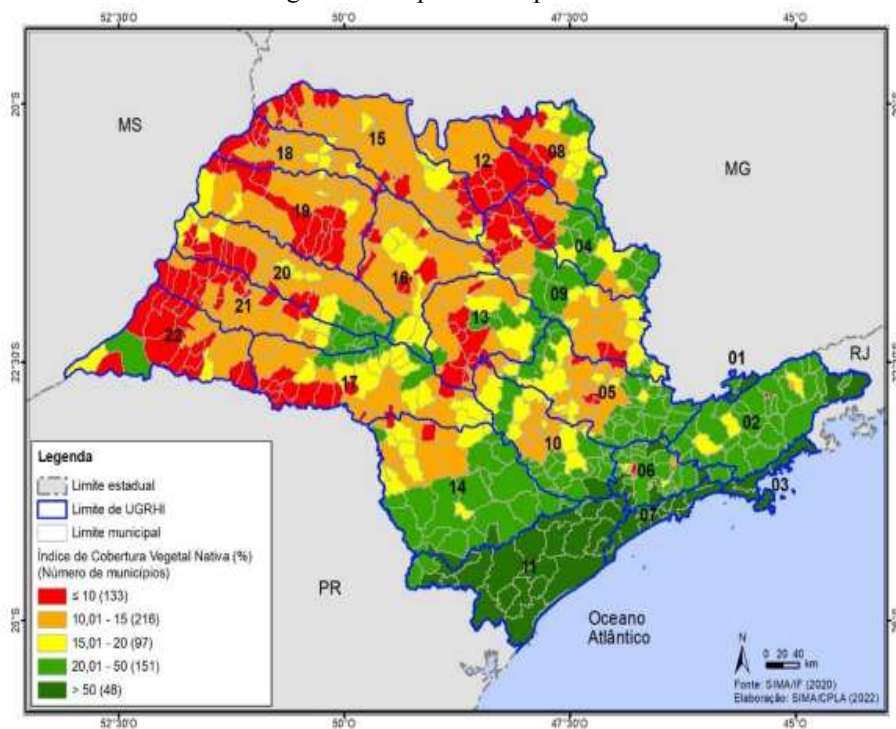 52°30'O 50°O 47°30'O 45°O
20°S
MS
MG
15
18
12
08
19
04
20
16
09
21
13
22
22°30'S
01
RJ
17
05
02
10
06
03
14
07
11
PR
Oceano
Atlântico
25°S
Legenda
Limite estadual
Limite de UGRHI
Limite municipal
Índice de Cobertura Vegetal Nativa (%)
(Número de municípios)
≤ 10 (133)
10,01 - 15 (216)
15,01 - 20 (97)
20,01 - 50 (151)
> 50 (48)
N
0 20 40
km
Fonte: SIMA/IF (2020)
Elaboração: SIMA/CPLA (2022)
52°30'O 50°O 47°30'O 45°O